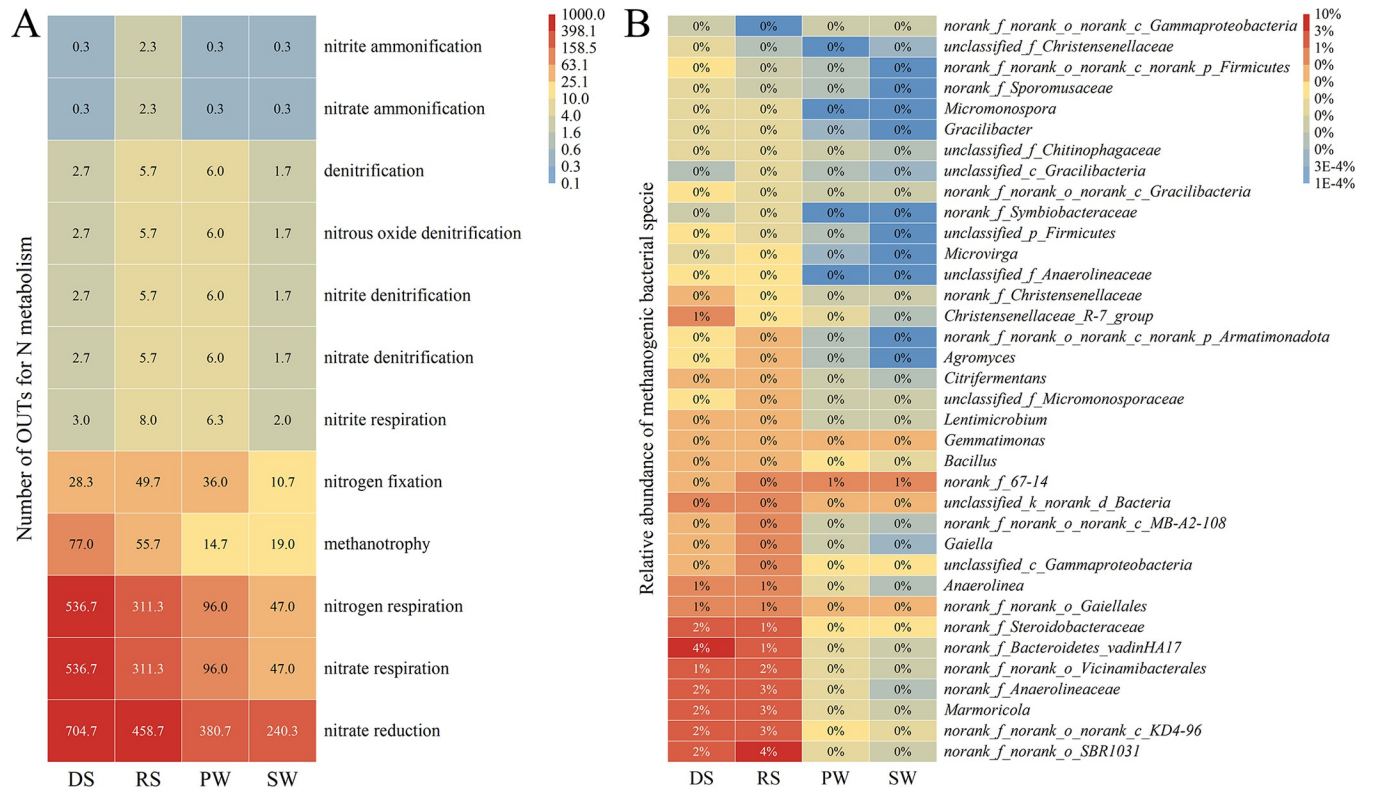 A
Number of OUTs for N metabolism
0.3 2.3 0.3 0.3 nitrite ammonification
0.3 2.3 0.3 0.3 nitrate ammonification
2.7 5.7 6.0 1.7 denitrification
2.7 5.7 6.0 1.7 nitrous oxide denitrification
2.7 5.7 6.0 1.7 nitrite denitrification
2.7 5.7 6.0 1.7 nitrate denitrification
3.0 8.0 6.3 2.0 nitrite respiration
28.3 49.7 36.0 10.7 nitrogen fixation
77.0 55.7 14.7 19.0 methanotrophy
536.7 311.3 96.0 47.0 nitrogen respiration
536.7 311.3 96.0 47.0 nitrate respiration
704.7 458.7 380.7 240.3 nitrate reduction
DS RS PW SW
1000.0
398.1
158.5
63.1
25.1
10.0
4.0
1.6
0.6
0.3
0.1
B
Relative abundance of methanogenic bacterial specie
0% 0% 0% 0% norank_f_norank_o_norank_c_Gammaproteobacteria
0% 0% 0% 0% unclassified_f_Christensenellaceae
0% 0% 0% 0% norank_f_norank_o_norank_c_norank_p_Firmicutes
0% 0% 0% 0% norank_f_Sporomusaceae
0% 0% 0% 0% Micromonospora
0% 0% 0% 0% Gracilibacter
0% 0% 0% 0% unclassified_f_Chitinophagaceae
0% 0% 0% 0% unclassified_c_Gracilibacteria
0% 0% 0% 0% norank_f_norank_o_norank_c_Gracilibacteria
0% 0% 0% 0% norank_f_Symbiobacteraceae
0% 0% 0% 0% unclassified_p_Firmicutes
0% 0% 0% 0% Microvirga
0% 0% 0% 0% unclassified_f_Anaerolineaceae
0% 0% 0% 0% norank_f_Christensenellaceae
1% 0% 0% 0% Christensenellaceae_R-7_group
0% 0% 0% 0% norank_f_norank_o_norank_c_norank_p_Armatimonadota
0% 0% 0% 0% Agromyces
0% 0% 0% 0% Citrifermentans
0% 0% 0% 0% unclassified_f_Micromonosporaceae
0% 0% 0% 0% Lentimicrobium
0% 0% 0% 0% Gemmatimonas
0% 0% 0% 0% Bacillus
0% 0% 1% 1% norank_f_67-14
0% 0% 0% 0% unclassified_k_norank_d_Bacteria
0% 0% 0% 0% norank_f_norank_o_norank_c_MB-A2-108
0% 0% 0% 0% Gaiella
0% 0% 0% 0% unclassified_c_Gammaproteobacteria
1% 1% 0% 0% Anaerolinea
1% 1% 0% 0% norank_f_norank_o_Gaiellales
2% 1% 0% 0% norank_f_Steroidobacteraceae
4% 1% 0% 0% norank_f_Bacteroidetes_vadinHA17
1% 2% 0% 0% norank_f_norank_o_Vicinamibacterales
2% 3% 0% 0% norank_f_Anaerolineaceae
2% 3% 0% 0% Marmoricola
2% 3% 0% 0% norank_f_norank_o_norank_c_KD4-96
2% 4% 0% 0% norank_f_norank_o_SBR1031
DS RS PW SW
10%
3%
1%
0%
0%
0%
0%
0%
0%
3E-4%
1E-4%